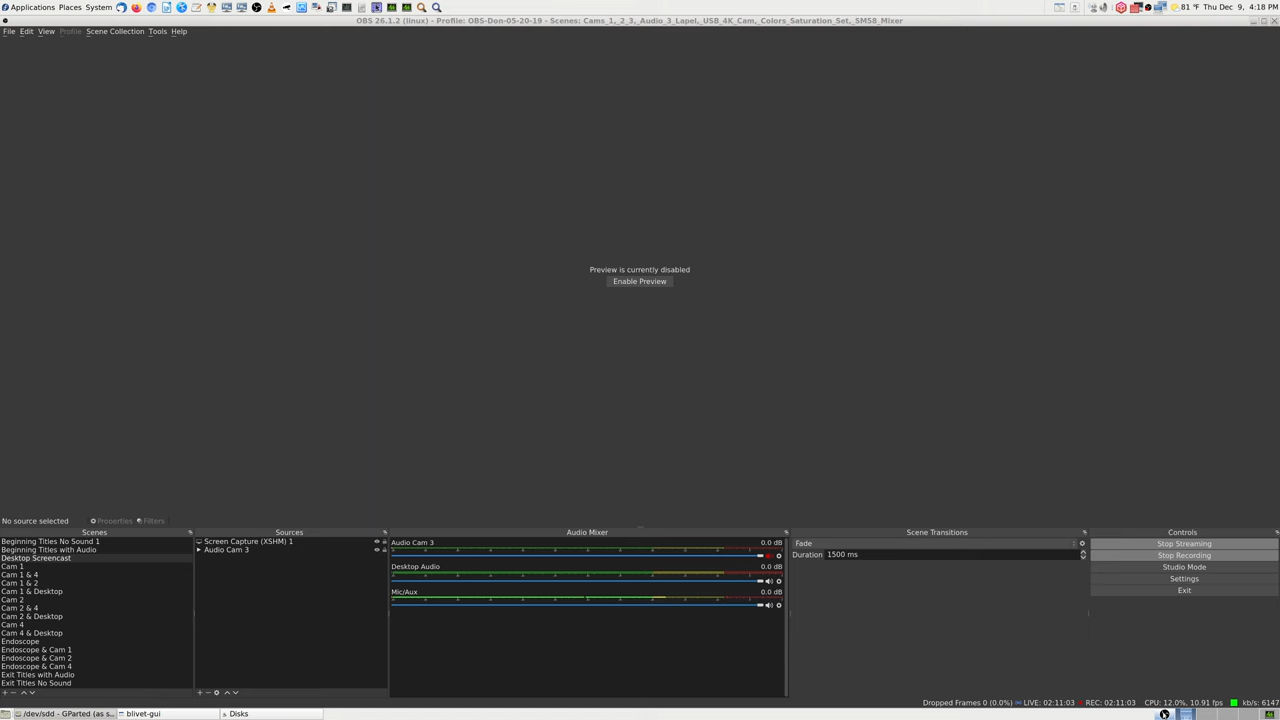 Applications Places System
81 °F Thu Dec 9, 4:18 PM
OBS 26.1.2 (linux) - Profile: OBS-Don-05-20-19 - Scenes: Cams_1,_2_3,_Audio_3_Lapel,_USB_4K_Cam,_Colors_Saturation_Set,_SM58_Mixer
File Edit View Profile Scene Collection Tools Help
Preview is currently disabled
Enable Preview
No source selected Properties Filters
Scenes
Beginning Titles No Sound 1
Beginning Titles with Audio
Desktop Screencast
Cam 1
Cam 1 & 4
Cam 1 & 2
Cam 1 & Desktop
Cam 2
Cam 2 & 4
Cam 2 & Desktop
Cam 4
Cam 4 & Desktop
Endoscope
Endoscope & Cam 1
Endoscope & Cam 2
Endoscope & Cam 4
Exit Titles with Audio
Exit Titles No Sound
Sources
Screen Capture (XSHM) 1
Audio Cam 3
Audio Mixer
Audio Cam 3 0.0 dB
Desktop Audio 0.0 dB
Mic/Aux 0.0 dB
Scene Transitions
Fade
Duration 1500 ms
Controls
Stop Streaming
Stop Recording
Studio Mode
Settings
Exit
Dropped Frames 0 (0.0%) LIVE: 02:11:03 REC: 02:11:03 CPU: 12.0%, 10.91 fps kb/s: 6147
/dev/sdd - GParted (as s... blivet-gui Disks